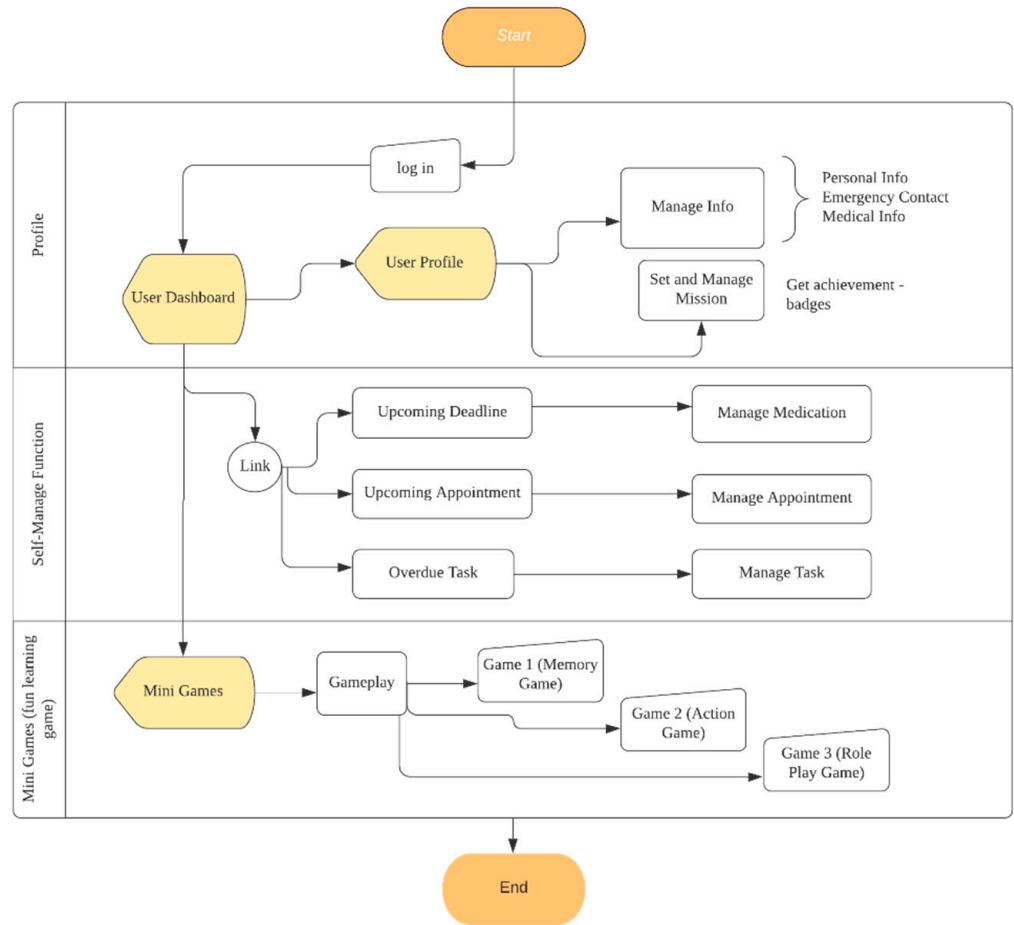 Start
Profile
log in
Manage Info
Personal Info
Emergency Contact
Medical Info
User Profile
User Dashboard
Set and Manage
Mission
Get achievement -
badges
Self-Manage Function
Upcoming Deadline
Manage Medication
Link
Upcoming Appointment
Manage Appointment
Overdue Task
Manage Task
Mini Games (fun learning
game)
Mini Games
Gameplay
Game 1 (Memory
Game)
Game 2 (Action
Game)
Game 3 (Role
Play Game)
End